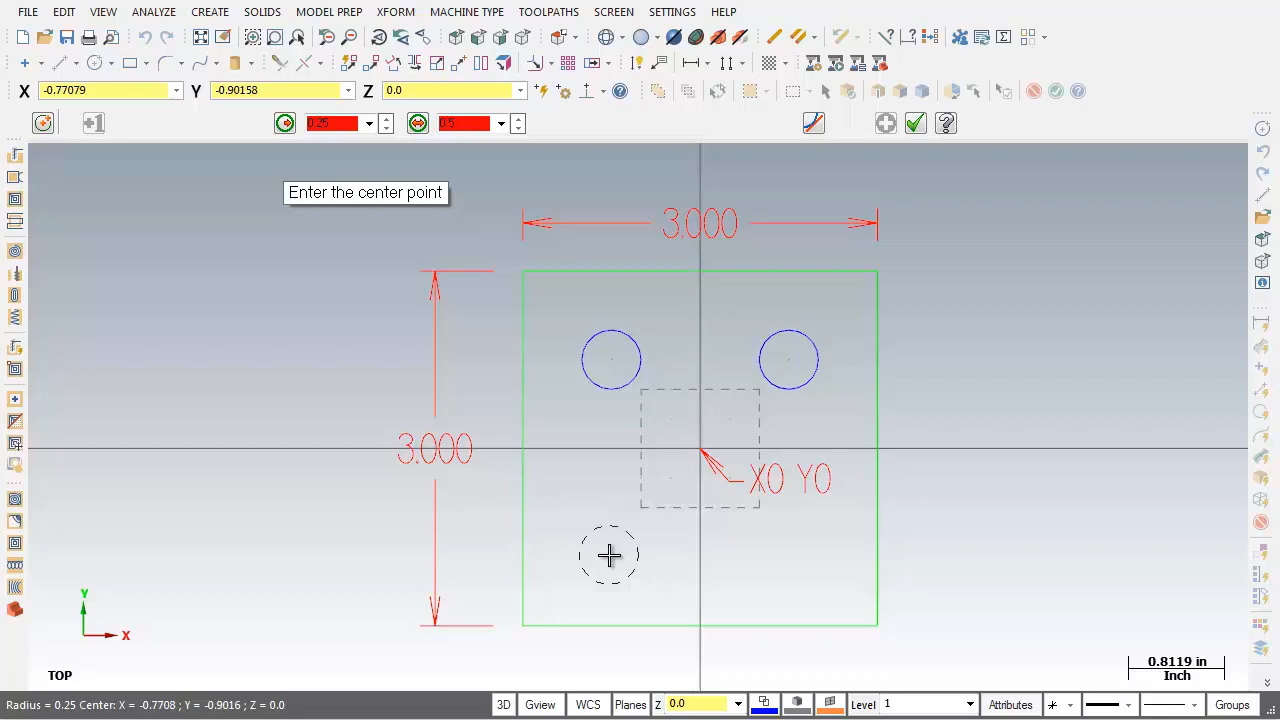 FILE EDIT VIEW ANALYZE CREATE SOLIDS MODEL PREP XFORM MACHINE TYPE TOOLPATHS SCREEN SETTINGS HELP
X -0.77079 Y -0.90158 Z 0.0
+1 0.25 0.5
Enter the center point
3.000
3.000
X0 Y0
Y
X
TOP
0.8119 in
Inch
Radius = 0.25 Center: X = -0.7708 ; Y = -0.9016 ; Z = 0.0 3D Gview WCS Planes Z 0.0 Level 1 Attributes Groups